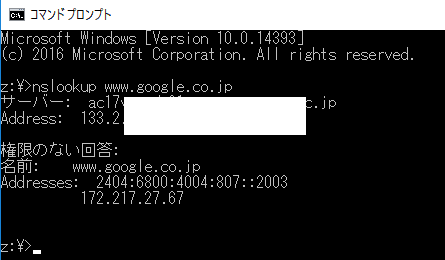 コマンドプロンプト
Microsoft Windows [Version 10.0.14393]
(c) 2016 Microsoft Corporation. All rights reserved.
z:¥>nslookup www.google.co.jp
サーバー: ac17 c.jp
Address: 133.2
権限のない回答:
名前: www.google.co.jp
Addresses: 2404:6800:4004:807::2003
172.217.27.67
z:¥>